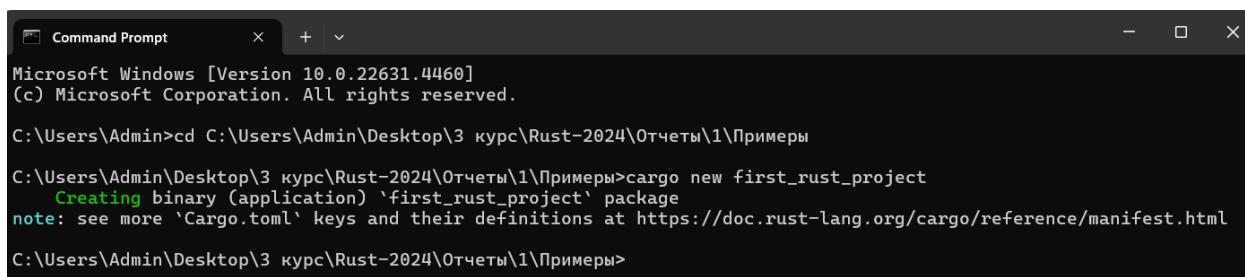 Command Prompt
Microsoft Windows [Version 10.0.22631.4460]
(c) Microsoft Corporation. All rights reserved.
C:\Users\Admin>cd C:\Users\Admin\Desktop\3 курс\Rust-2024\Отчеты\1\Примеры
C:\Users\Admin\Desktop\3 курс\Rust-2024\Отчеты\1\Примеры>cargo new first_rust_project
Creating binary (application) `first_rust_project` package
note: see more `Cargo.toml` keys and their definitions at https://doc.rust-lang.org/cargo/reference/manifest.html
C:\Users\Admin\Desktop\3 курс\Rust-2024\Отчеты\1\Примеры>